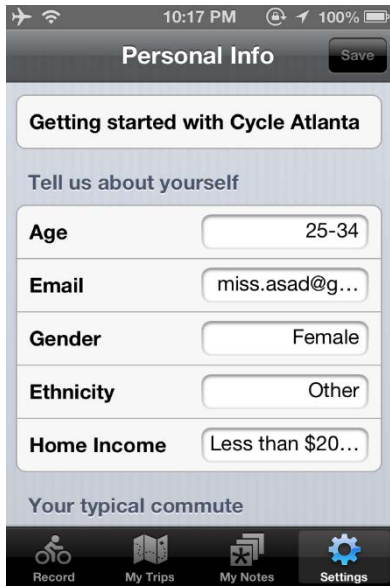 10:17 PM 100%
Personal Info Save
Getting started with Cycle Atlanta
Tell us about yourself
Age 25-34
Email miss.asad@g...
Gender Female
Ethnicity Other
Home Income Less than $20...
Your typical commute
Record My Trips My Notes Settings